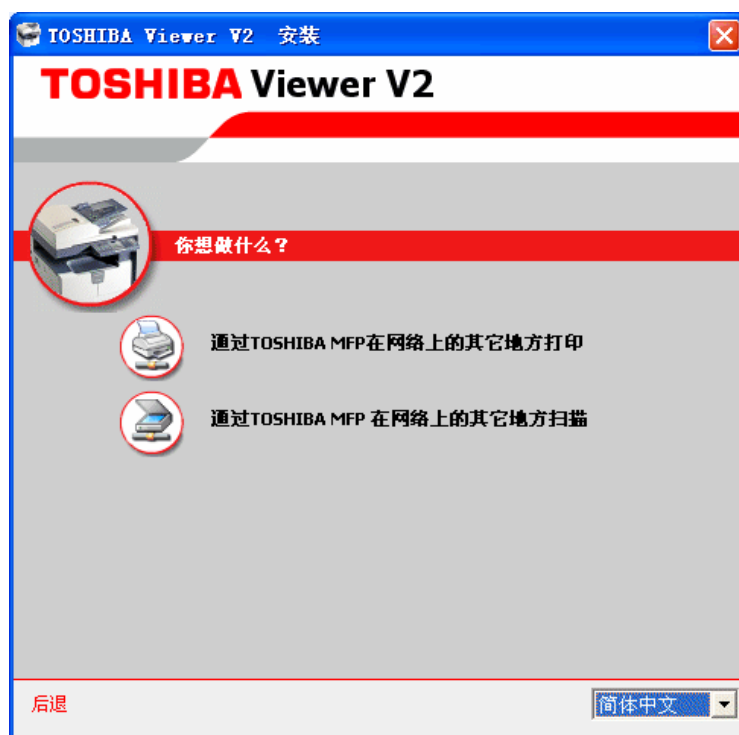 TOSHIBA Viewer V2 安装
TOSHIBA Viewer V2
你想做什么？
通过TOSHIBA MFP在网络上的其它地方打印
通过TOSHIBA MFP 在网络上的其它地方扫描
后退
简体中文